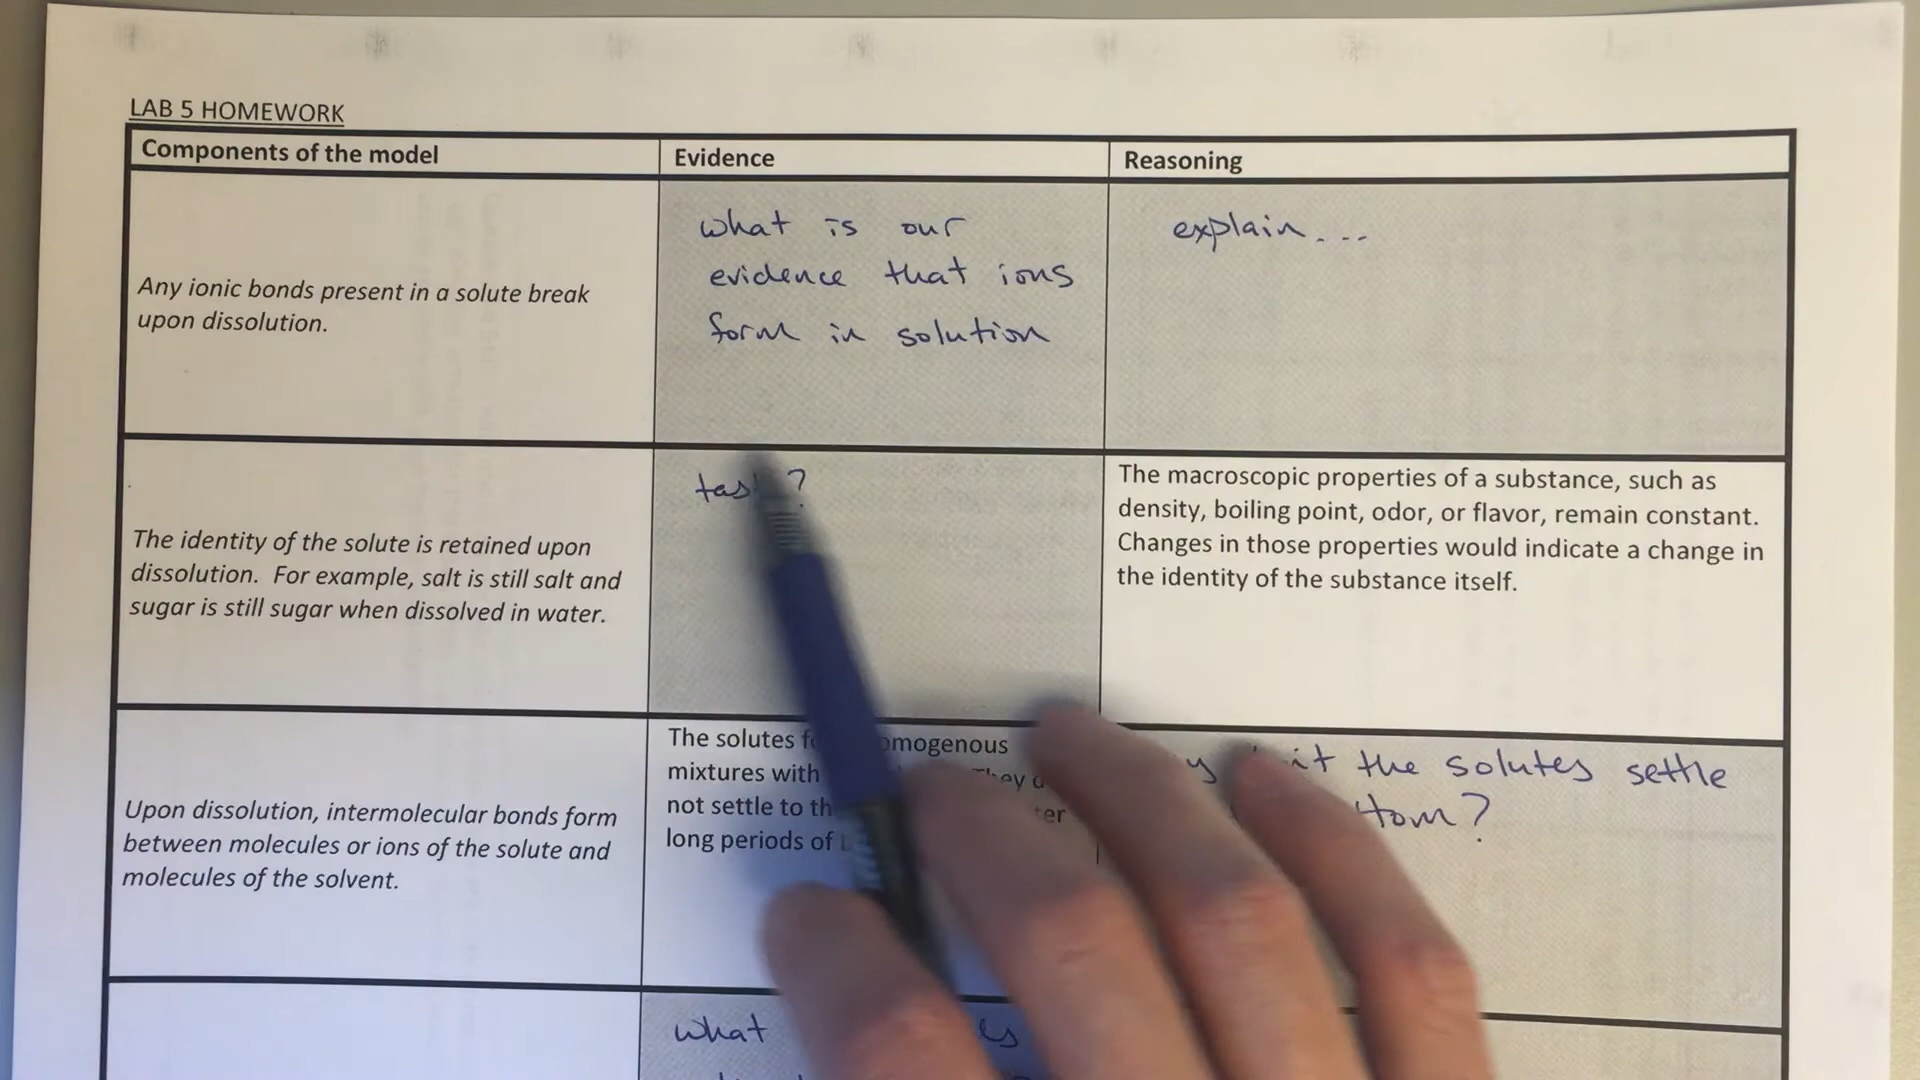 LAB 5 HOMEWORK
Components of the model
Evidence
Reasoning
Any ionic bonds present in a solute break
upon dissolution.
what is our
evidence that ions
form in solution
explain...
The identity of the solute is retained upon
dissolution. For example, salt is still salt and
sugar is still sugar when dissolved in water.
?
The macroscopic properties of a substance, such as
density, boiling point, odor, or flavor, remain constant.
Changes in those properties would indicate a change in
the identity of the substance itself.
Upon dissolution, intermolecular bonds form
between molecules or ions of the solute and
molecules of the solvent.
The solutes
mixtures with
not settle to
long periods of
the solutes settle
?
what